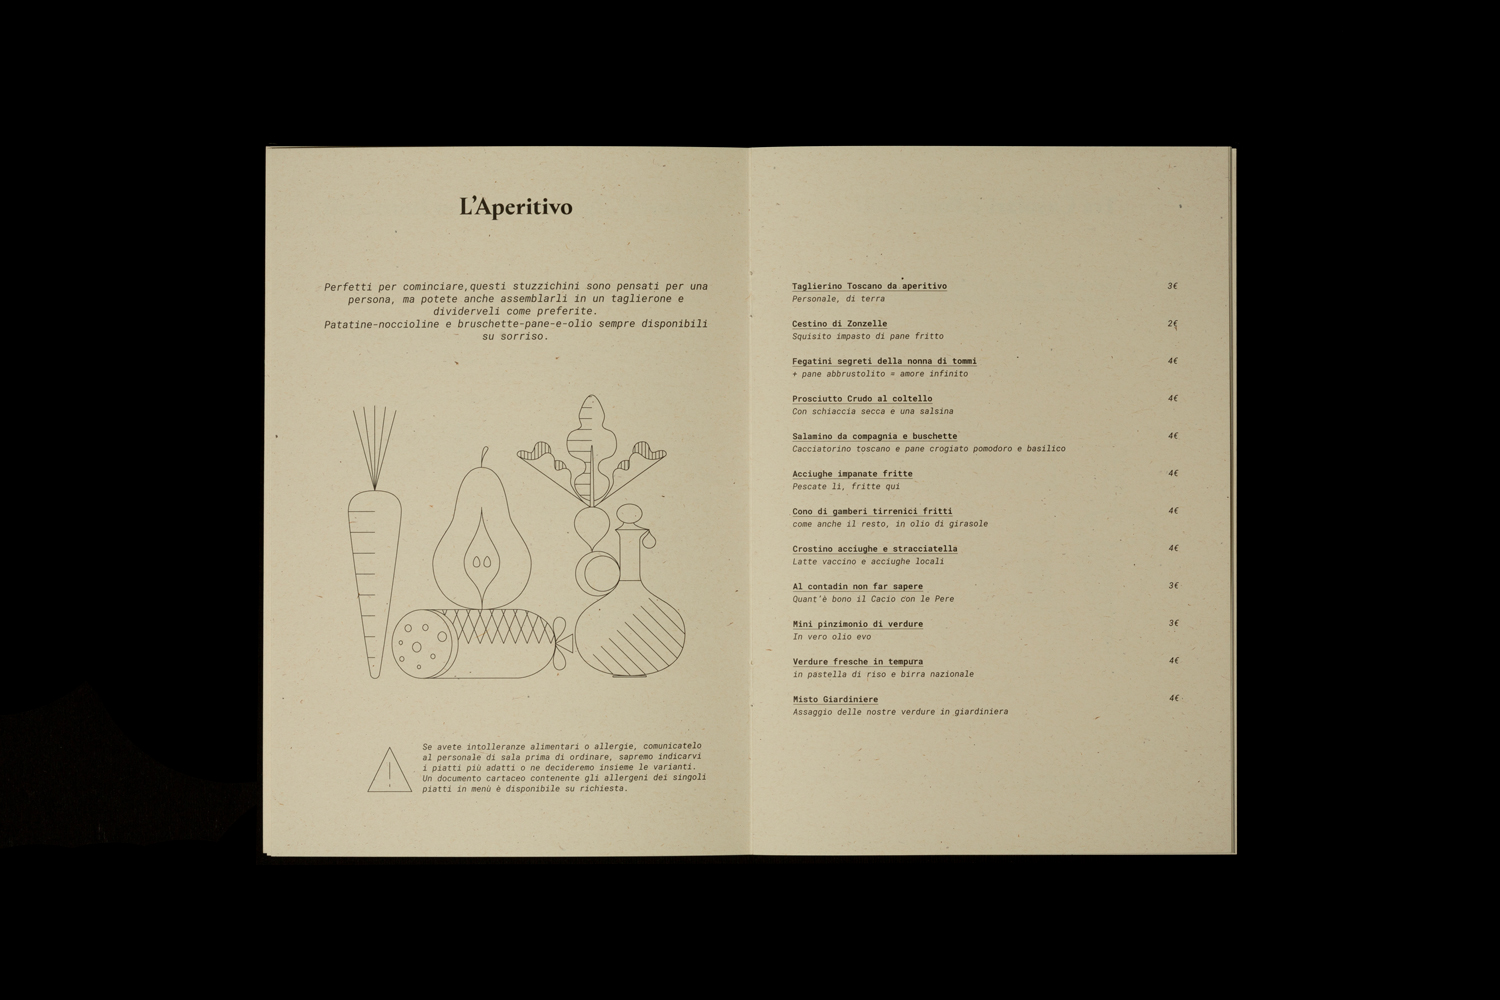 L'Aperitivo
Perfetti per cominciare,questi stuzzichini sono pensati per una
persona, ma potete anche assemblarli in un taglierone e
dividerveli come preferite.
Patatine-noccioline e bruschette-pane-e-olio sempre disponibili
su sorriso.
Se avete intolleranze alimentari o allergie, comunicatelo
al personale di sala prima di ordinare, sapremo indicarvi
i piatti più adatti o ne decideremo insieme le varianti.
Un documento cartaceo contenente gli allergeni dei singoli
piatti in menù è disponibile su richiesta.
Taglierino Toscano da aperitivo 3€
Personale, di terra
Cestino di Zonzelle 2€
Squisito impasto di pane fritto
Fegatini segreti della nonna di tommi 4€
+ pane abbrustolito = amore infinito
Prosciutto Crudo al coltello 4€
Con schiaccia secca e una salsina
Salamino da compagnia e buschette 4€
Cacciatorino toscano e pane crogiato pomodoro e basilico
Acciughe impanate fritte 4€
Pescate lì, fritte qui
Cono di gamberi tirrenici fritti 4€
come anche il resto, in olio di girasole
Crostino acciughe e stracciatella 4€
Latte vaccino e acciughe locali
Al contadin non far sapere 3€
Quant'è bono il Cacio con le Pere
Mini pinzimonio di verdure 3€
In vero olio evo
Verdure fresche in tempura 4€
in pastella di riso e birra nazionale
Misto Giardiniere 4€
Assaggio delle nostre verdure in giardiniera